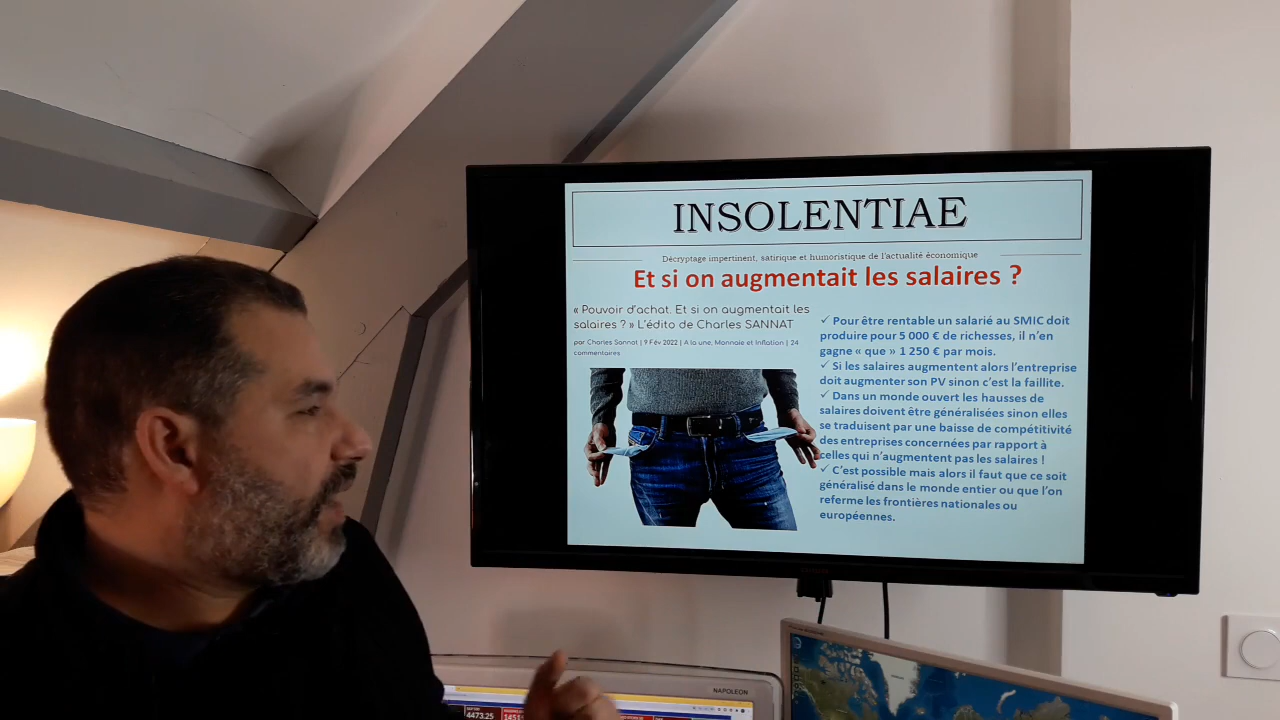 INSOLENTIAE
Décryptage impertinent, satirique et humoristique de l'actualité économique
Et si on augmentait les salaires ?
« Pouvoir d'achat. Et si on augmentait les
salaires ? » L'édito de Charles SANNAT
par Charles Sannat | 9 Fév 2022 | A la une, Monnaie et Inflation | 24
commentaires
✓ Pour être rentable un salarié au SMIC doit
produire pour 5 000 € de richesses, il n'en
gagne « que » 1 250 € par mois.
✓ Si les salaires augmentent alors l'entreprise
doit augmenter son PV sinon c'est la faillite.
✓ Dans un monde ouvert les hausses de
salaires doivent être généralisées sinon elles
se traduisent par une baisse de compétitivité
des entreprises concernées par rapport à
celles qui n'augmentent pas les salaires !
✓ C'est possible mais alors il faut que ce soit
généralisé dans le monde entier ou que l'on
referme les frontières nationales ou
européennes.
NAPOLEON
4473.25